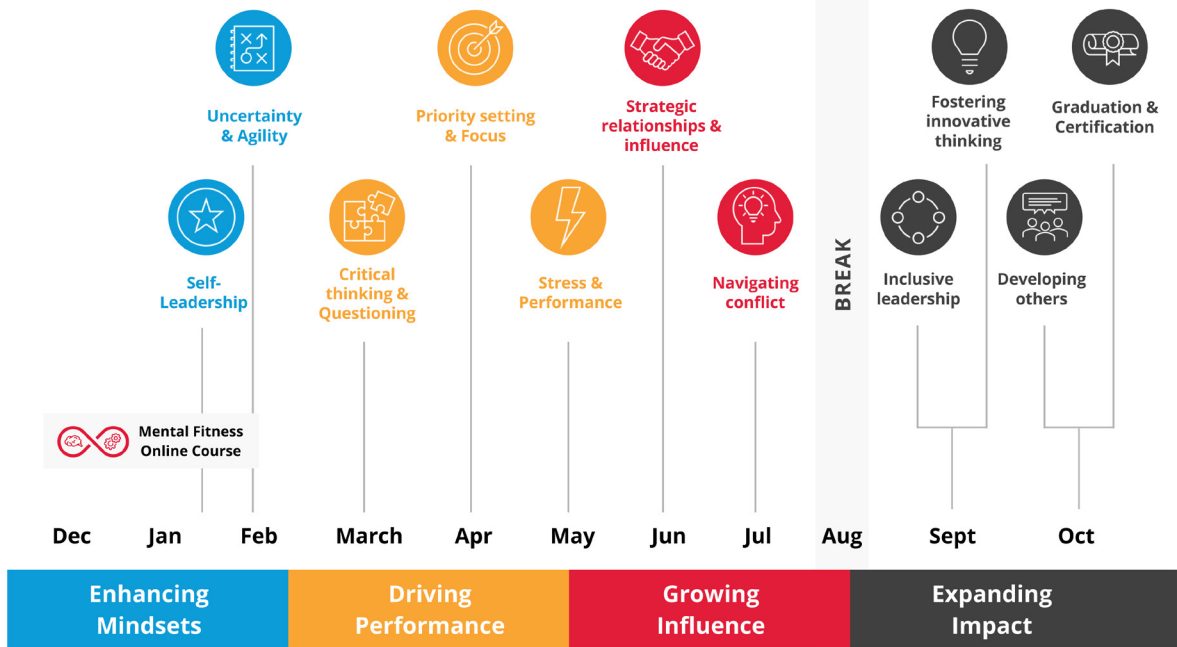 Uncertainty
& Agility
Priority setting
& Focus
Strategic
relationships &
influence
Fostering
innovative
thinking
Graduation &
Certification
Self-
Leadership
Critical
thinking &
Questioning
Stress &
Performance
Navigating
conflict
BREAK
Inclusive
leadership
Developing
others
Mental Fitness
Online Course
Dec
Jan
Feb
March
Apr
May
Jun
Jul
Aug
Sept
Oct
Enhancing
Mindsets
Driving
Performance
Growing
Influence
Expanding
Impact